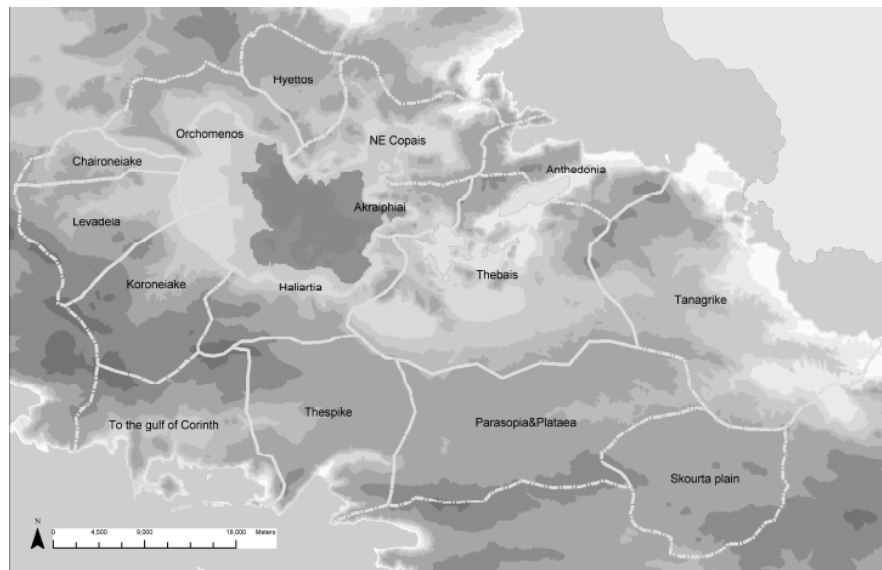 Hyettos
Orchomenos
NE Copais
Chaironeiake
Anthedonia
Akraiphiai
Levadeia
Koroneiake
Haliartia
Thebais
Tanagrike
To the gulf of Corinth
Thespike
Parasopia&Plataea
Skourta plain
N
0 4,500 9,000 18,000 Meters